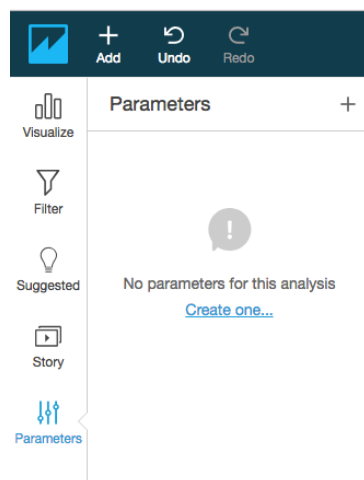 Add
Undo
Redo
Visualize
Filter
Suggested
Story
Parameters
Parameters
No parameters for this analysis
Create one...